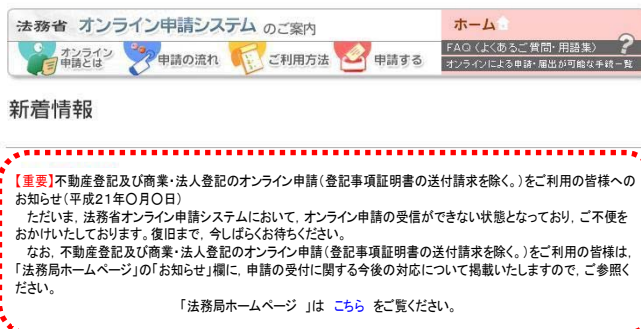 法務省 オンライン申請システム のご案内
ホーム
オンライン申請とは
申請の流れ
ご利用方法
申請する
FAQ（よくあるご質問・用語集）
?
オンラインによる申請・届出が可能な手続一覧
新着情報
【重要】不動産登記及び商業・法人登記のオンライン申請（登記事項証明書の送付請求を除く。）をご利用の皆様への
お知らせ（平成21年〇月〇日）
ただいま，法務省オンライン申請システムにおいて，オンライン申請の受信ができない状態となっており，ご不便を
おかけいたしております。復旧まで，今しばらくお待ちください。
なお，不動産登記及び商業・法人登記のオンライン申請（登記事項証明書の送付請求を除く。）をご利用の皆様は，
「法務局ホームページ」の「お知らせ」欄に，申請の受付に関する今後の対応について掲載いたしますので，ご参照く
ださい。
「法務局ホームページ 」は こちら をご覧ください。